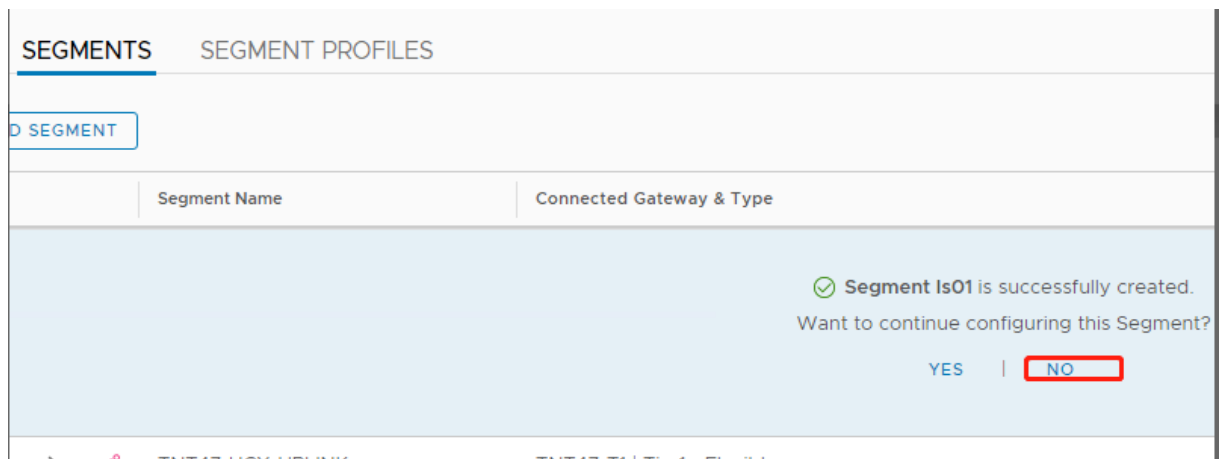 SEGMENTS SEGMENT PROFILES
D SEGMENT
Segment Name Connected Gateway & Type
Segment ls01 is successfully created.
Want to continue configuring this Segment?
YES | NO